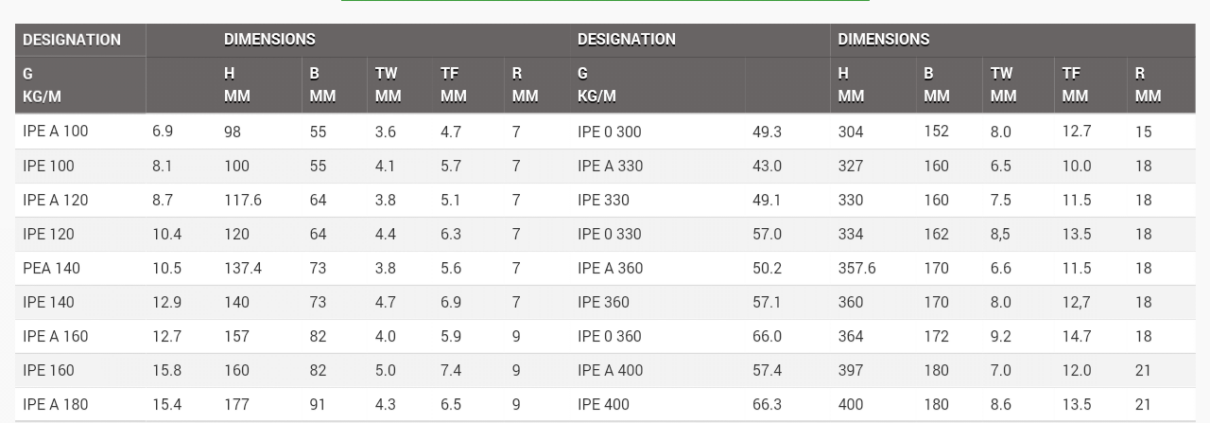 DESIGNATION DIMENSIONS DESIGNATION DIMENSIONS
G H B TW TF R G H B TW TF R
KG/M MM MM MM MM MM KG/M MM MM MM MM MM
IPE A 100 6.9 98 55 3.6 4.7 7 IPE 0 300 49.3 304 152 8.0 12.7 15
IPE 100 8.1 100 55 4.1 5.7 7 IPE A 330 43.0 327 160 6.5 10.0 18
IPE A 120 8.7 117.6 64 3.8 5.1 7 IPE 330 49.1 330 160 7.5 11.5 18
IPE 120 10.4 120 64 4.4 6.3 7 IPE 0 330 57.0 334 162 8,5 13.5 18
PEA 140 10.5 137.4 73 3.8 5.6 7 IPE A 360 50.2 357.6 170 6.6 11.5 18
IPE 140 12.9 140 73 4.7 6.9 7 IPE 360 57.1 360 170 8.0 12,7 18
IPE A 160 12.7 157 82 4.0 5.9 9 IPE 0 360 66.0 364 172 9.2 14.7 18
IPE 160 15.8 160 82 5.0 7.4 9 IPE A 400 57.4 397 180 7.0 12.0 21
IPE A 180 15.4 177 91 4.3 6.5 9 IPE 400 66.3 400 180 8.6 13.5 21